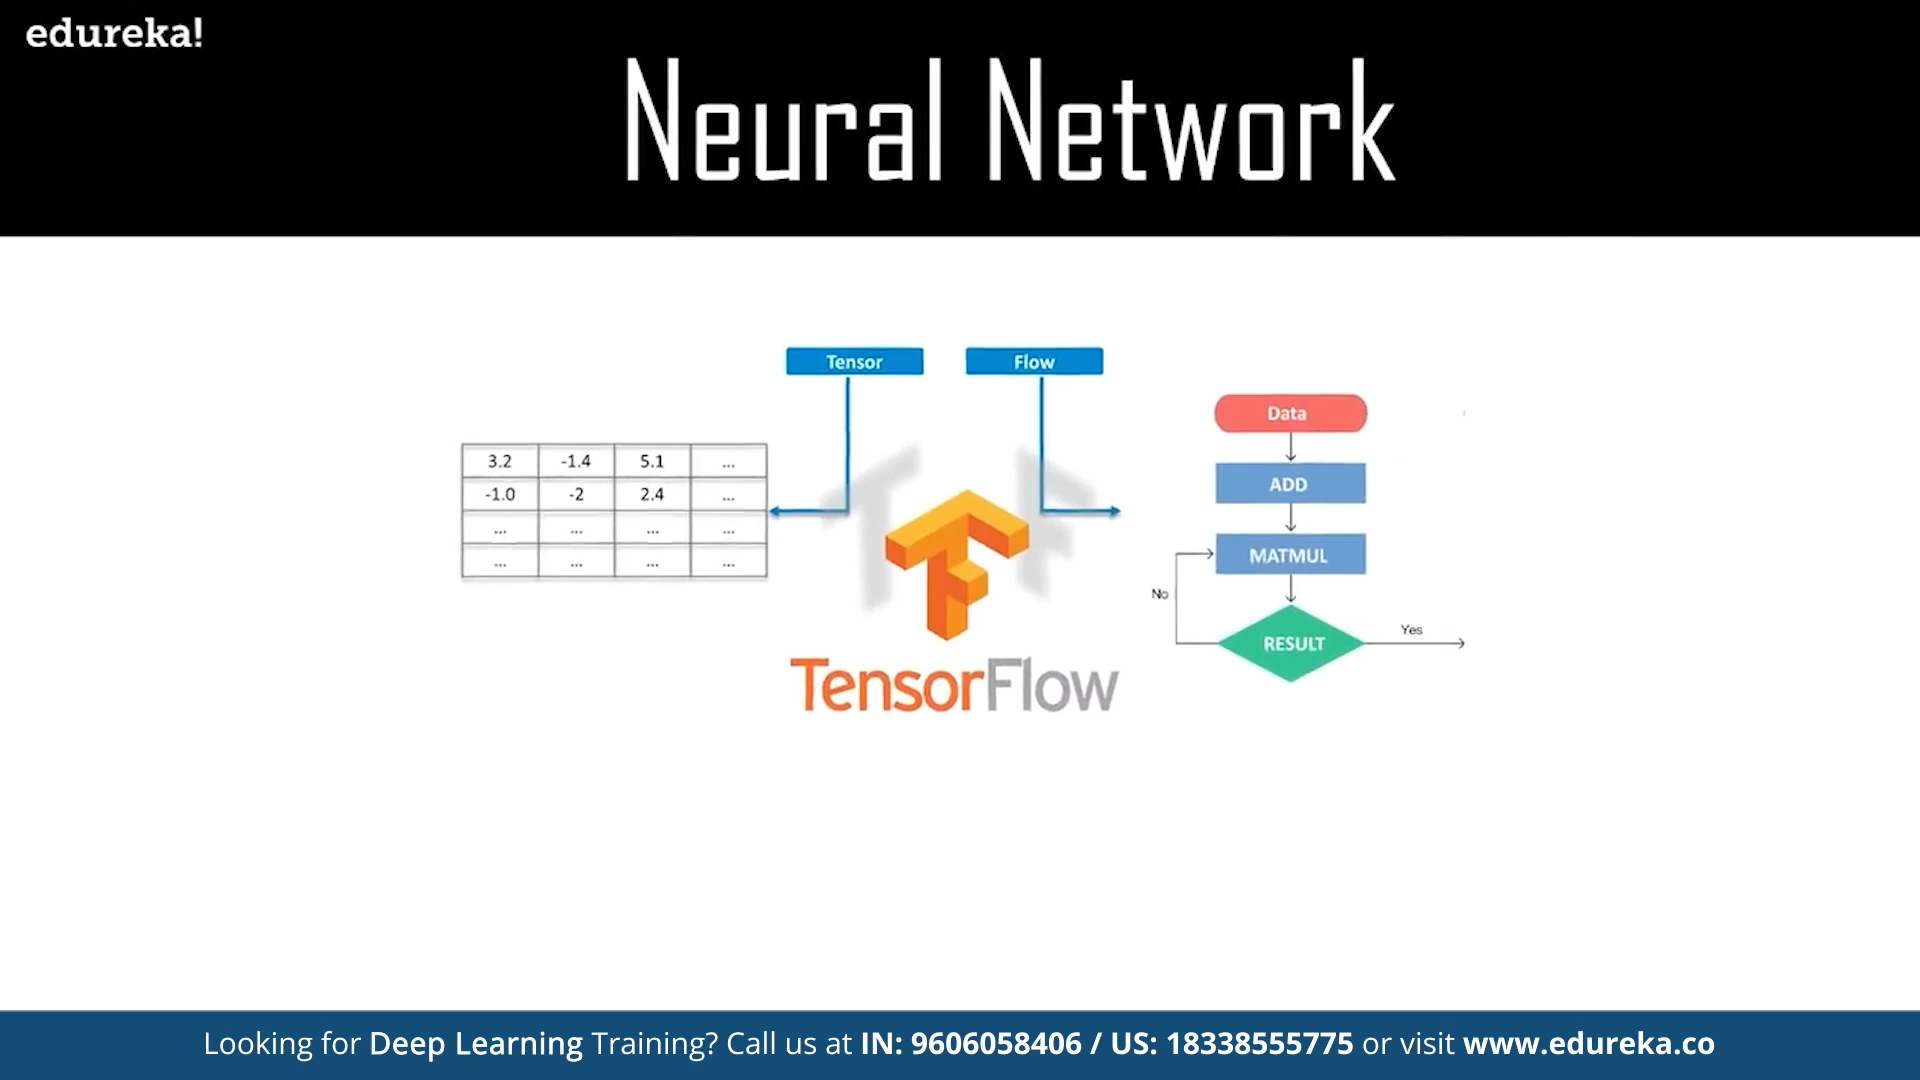 edureka!
Neural Network
Tensor
Flow
3.2 -1.4 5.1 ...
-1.0 -2 2.4 ...
... ... ... ...
... ... ... ...
T F
TensorFlow
Data
ADD
MATMUL
No
RESULT
Yes
Looking for Deep Learning Training? Call us at IN: 9606058406 / US: 18338555775 or visit www.edureka.co